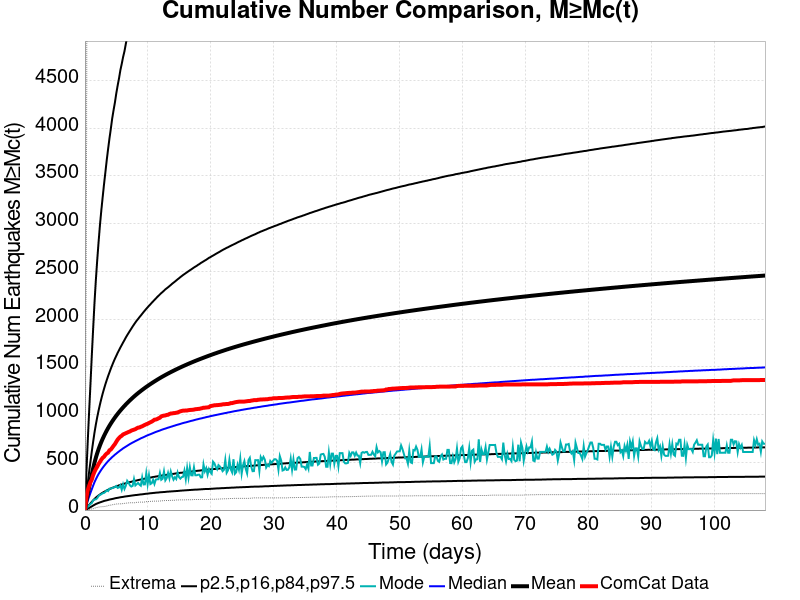 Cumulative Number Comparison, M≥Mc(t)
Cumulative Num Earthquakes M≥Mc(t)
4500
4000
3500
3000
2500
2000
1500
1000
500
0
0 10 20 30 40 50 60 70 80 90 100
Time (days)
Extrema p2.5,p16,p84,p97.5 Mode Median Mean ComCat Data